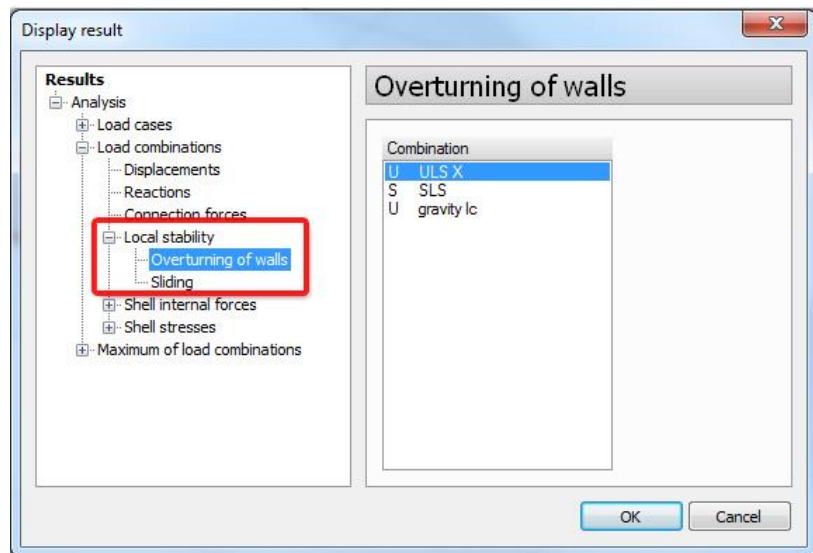 Display result
Results
Analysis
Load cases
Load combinations
Displacements
Reactions
Connection forces
Local stability
Overturning of walls
Sliding
Shell internal forces
Shell stresses
Maximum of load combinations
Overturning of walls
Combination
U ULS X
S SLS
U gravity lc
OK
Cancel